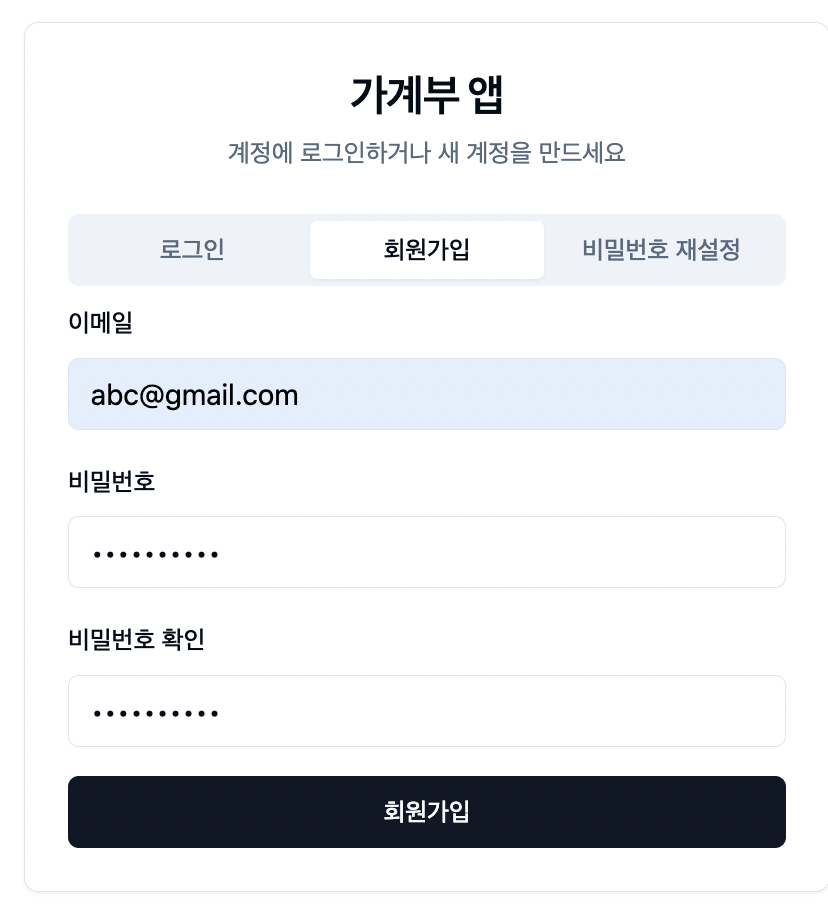 가계부 앱
계정에 로그인하거나 새 계정을 만드세요
로그인 회원가입 비밀번호 재설정
이메일
abc@gmail.com
비밀번호
••••••••••
비밀번호 확인
••••••••••
회원가입